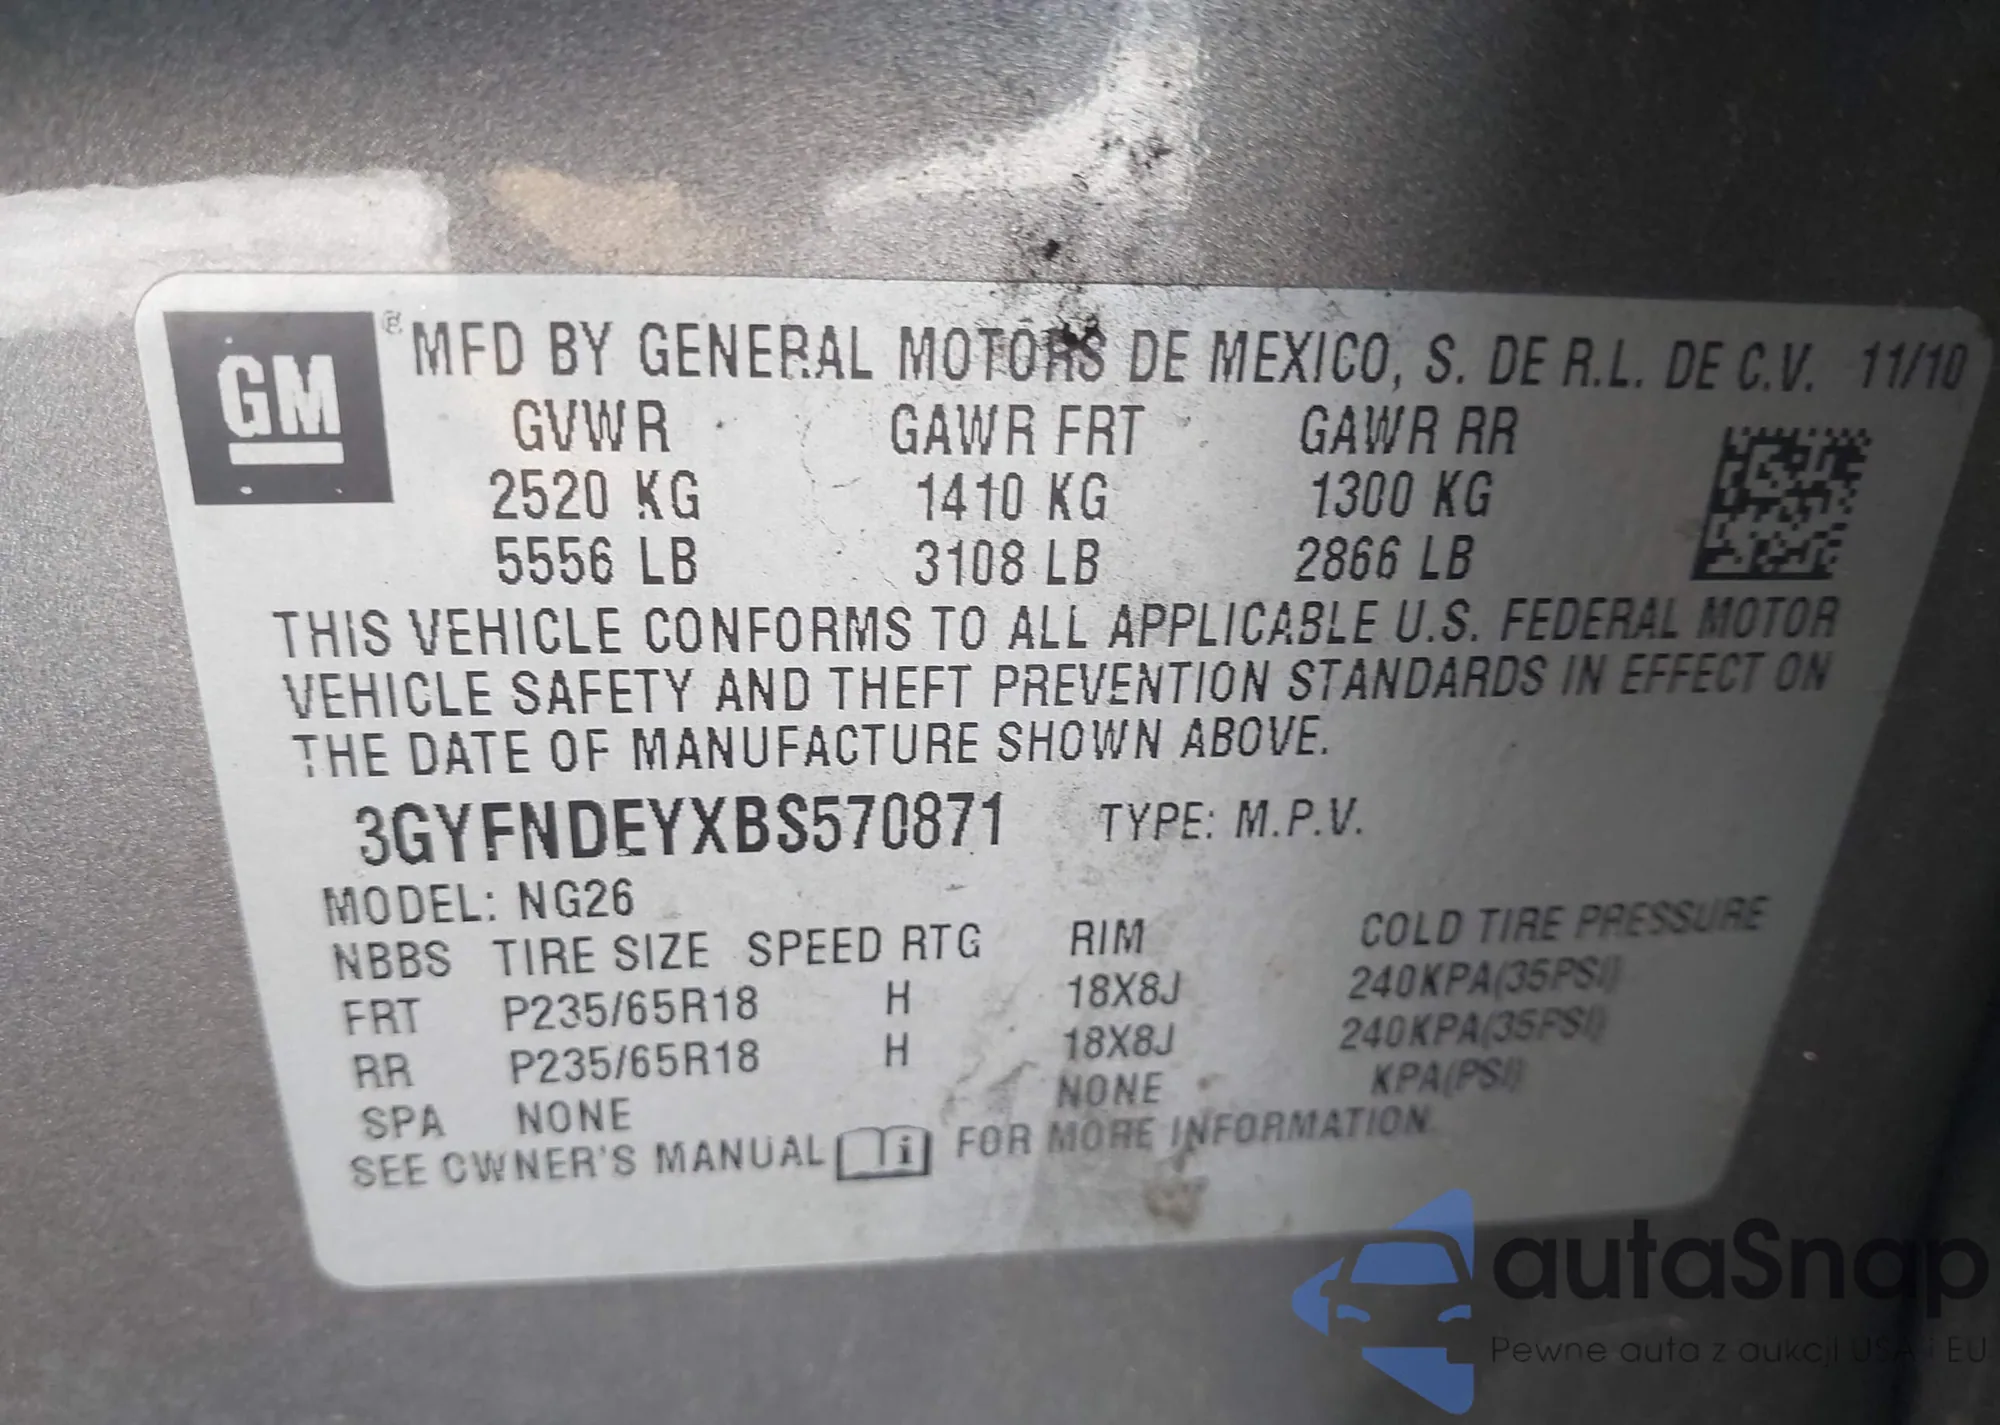 GM ® MFD BY GENERAL MOTORS DE MEXICO, S. DE R.L. DE C.V. 11/10
GVWR GAWR FRT GAWR RR
2520 KG 1410 KG 1300 KG
5556 LB 3108 LB 2866 LB
THIS VEHICLE CONFORMS TO ALL APPLICABLE U.S. FEDERAL MOTOR
VEHICLE SAFETY AND THEFT PREVENTION STANDARDS IN EFFECT ON
THE DATE OF MANUFACTURE SHOWN ABOVE.
3GYFNDEYXBS570871 TYPE: M.P.V.
MODEL: NG26
NBBS TIRE SIZE SPEED RTG RIM COLD TIRE PRESSURE
FRT P235/65R18 H 18X8J 240KPA(35PSI)
RR P235/65R18 H 18X8J 240KPA(35PSI)
SPA NONE NONE KPA(PSI)
SEE OWNER'S MANUAL i FOR MORE INFORMATION.
autaSnap
Pewne auta z aukcji USA i EU